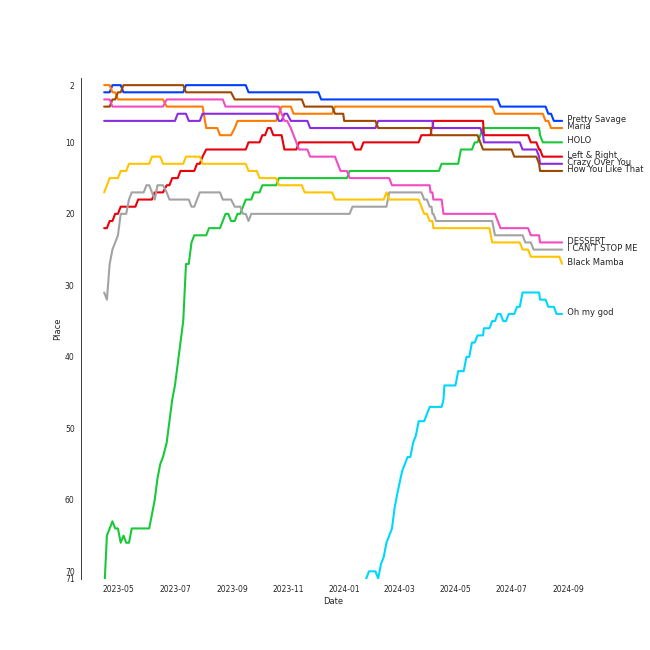 2
10
20
30
40
50
60
70
71
Place
2023-05
2023-07
2023-09
2023-11
2024-01
2024-03
2024-05
2024-07
2024-09
Date
Pretty Savage
Maria
HOLO
Left & Right
Crazy Over You
How You Like That
DESSERT
I CAN'T STOP ME
Black Mamba
Oh my god